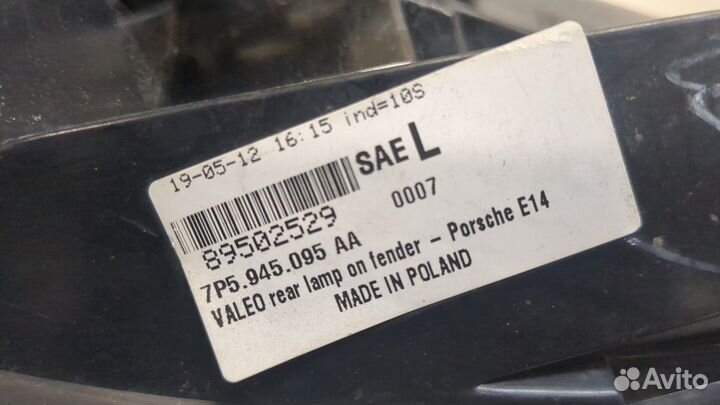 19-05-12 16:15 ind=10S
SAE L
89502529
0007
7P5.945.095 AA
VALEO rear lamp on fender - Porsche E14
MADE IN POLAND
Avito